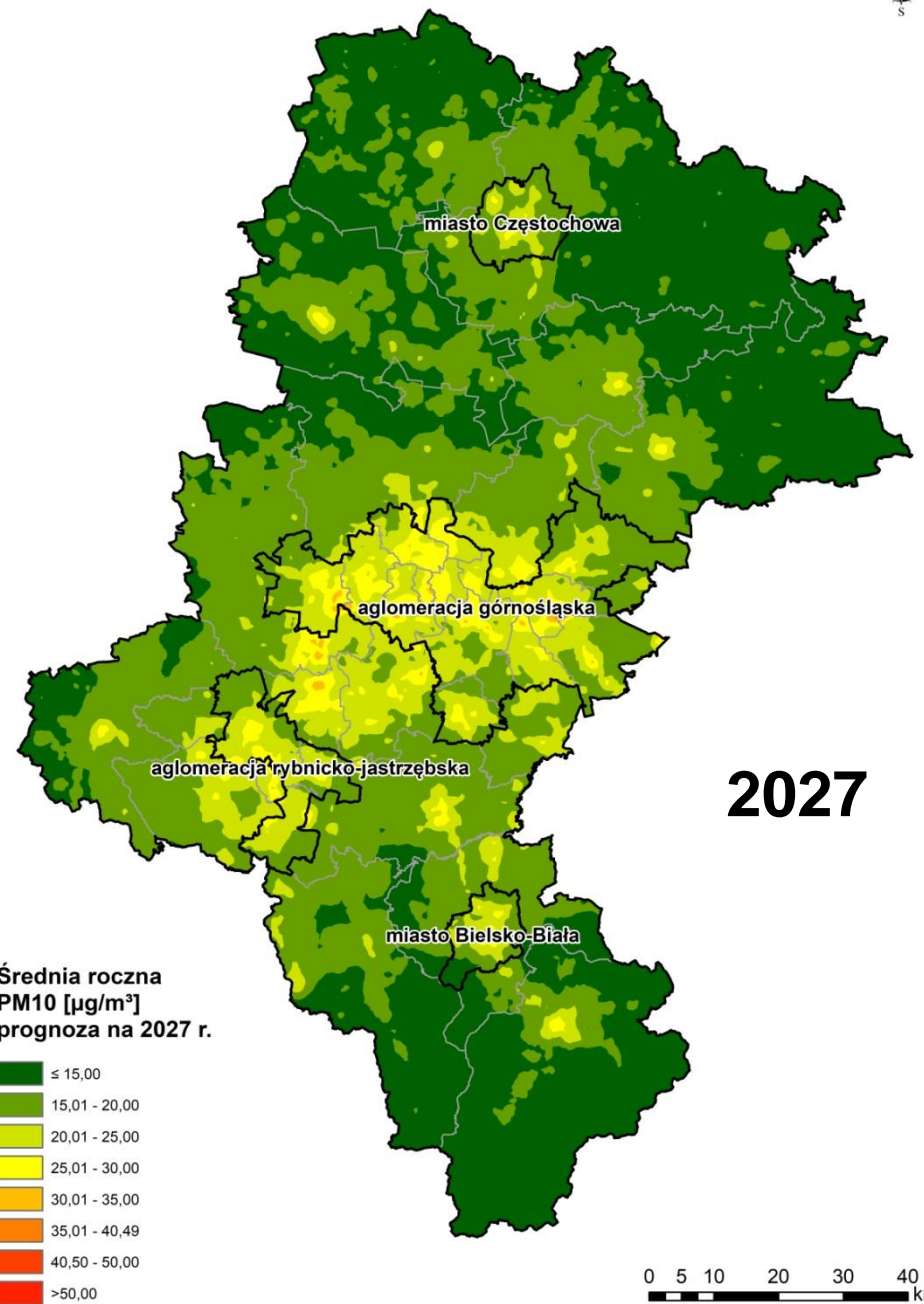 S
miasto Częstochowa
aglomeracja górnośląska
aglomeracja rybnicko-jastrzębska
2027
miasto Bielsko-Biała
Średnia roczna
PM10 [µg/m³]
prognoza na 2027 r.
≤ 15,00
15,01 - 20,00
20,01 - 25,00
25,01 - 30,00
30,01 - 35,00
35,01 - 40,49
40,50 - 50,00
>50,00
0 5 10 20 30 40
k